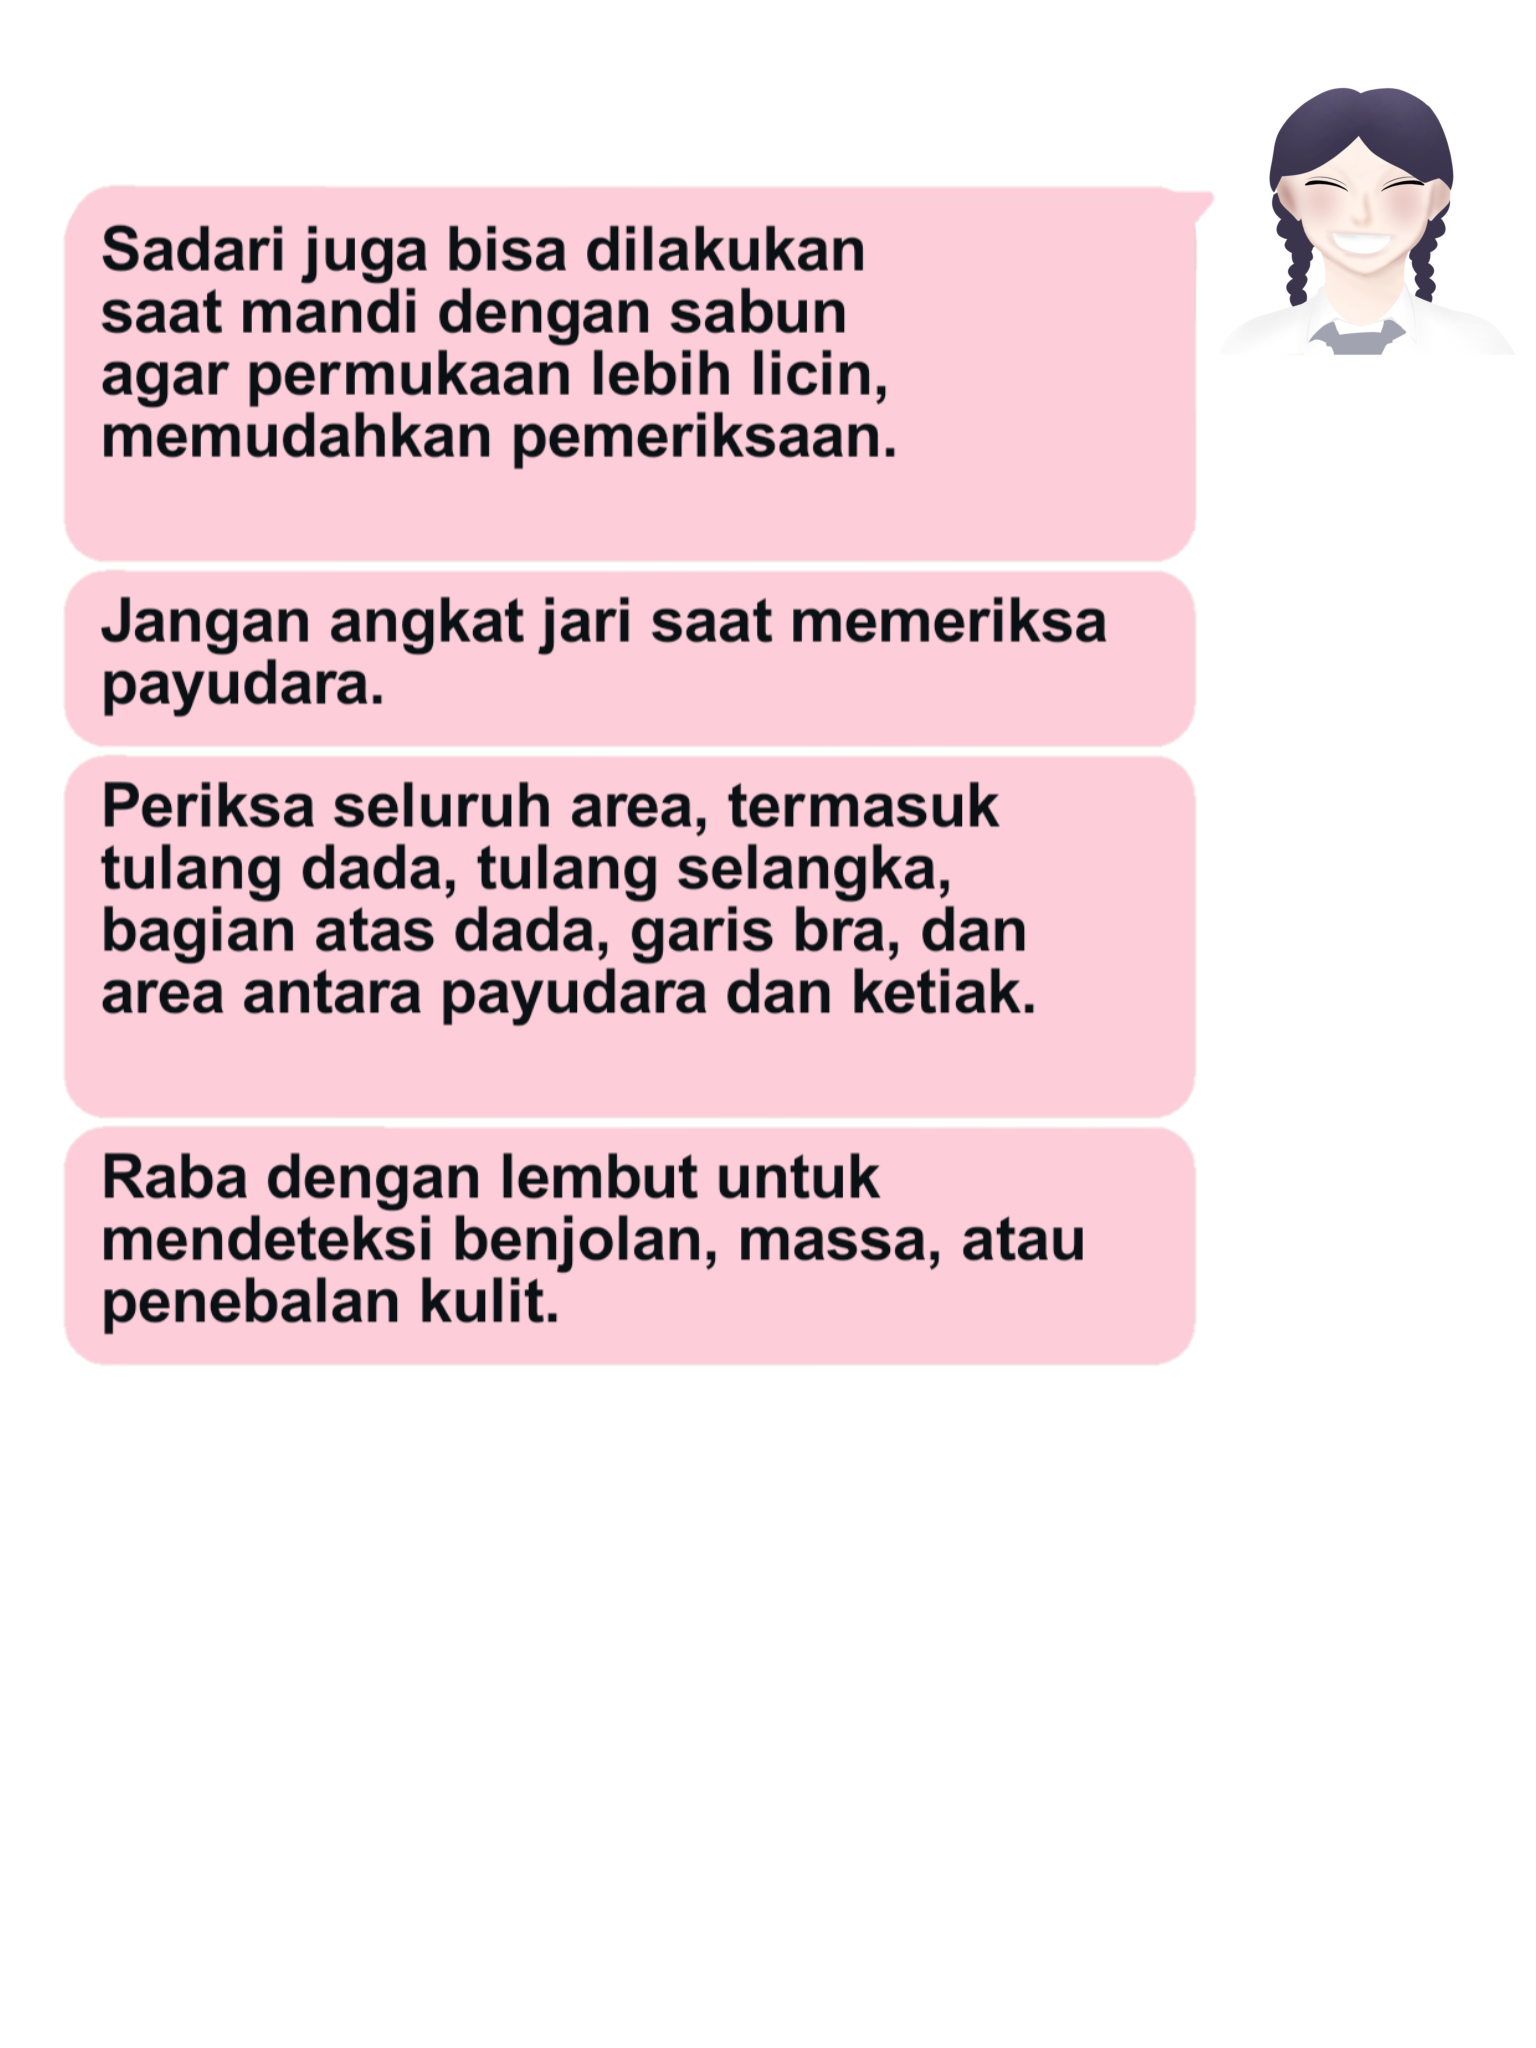 Sadari juga bisa dilakukan
saat mandi dengan sabun
agar permukaan lebih licin,
memudahkan pemeriksaan.
Jangan angkat jari saat memeriksa
payudara.
Periksa seluruh area, termasuk
tulang dada, tulang selangka,
bagian atas dada, garis bra, dan
area antara payudara dan ketiak.
Raba dengan lembut untuk
mendeteksi benjolan, massa, atau
penebalan kulit.